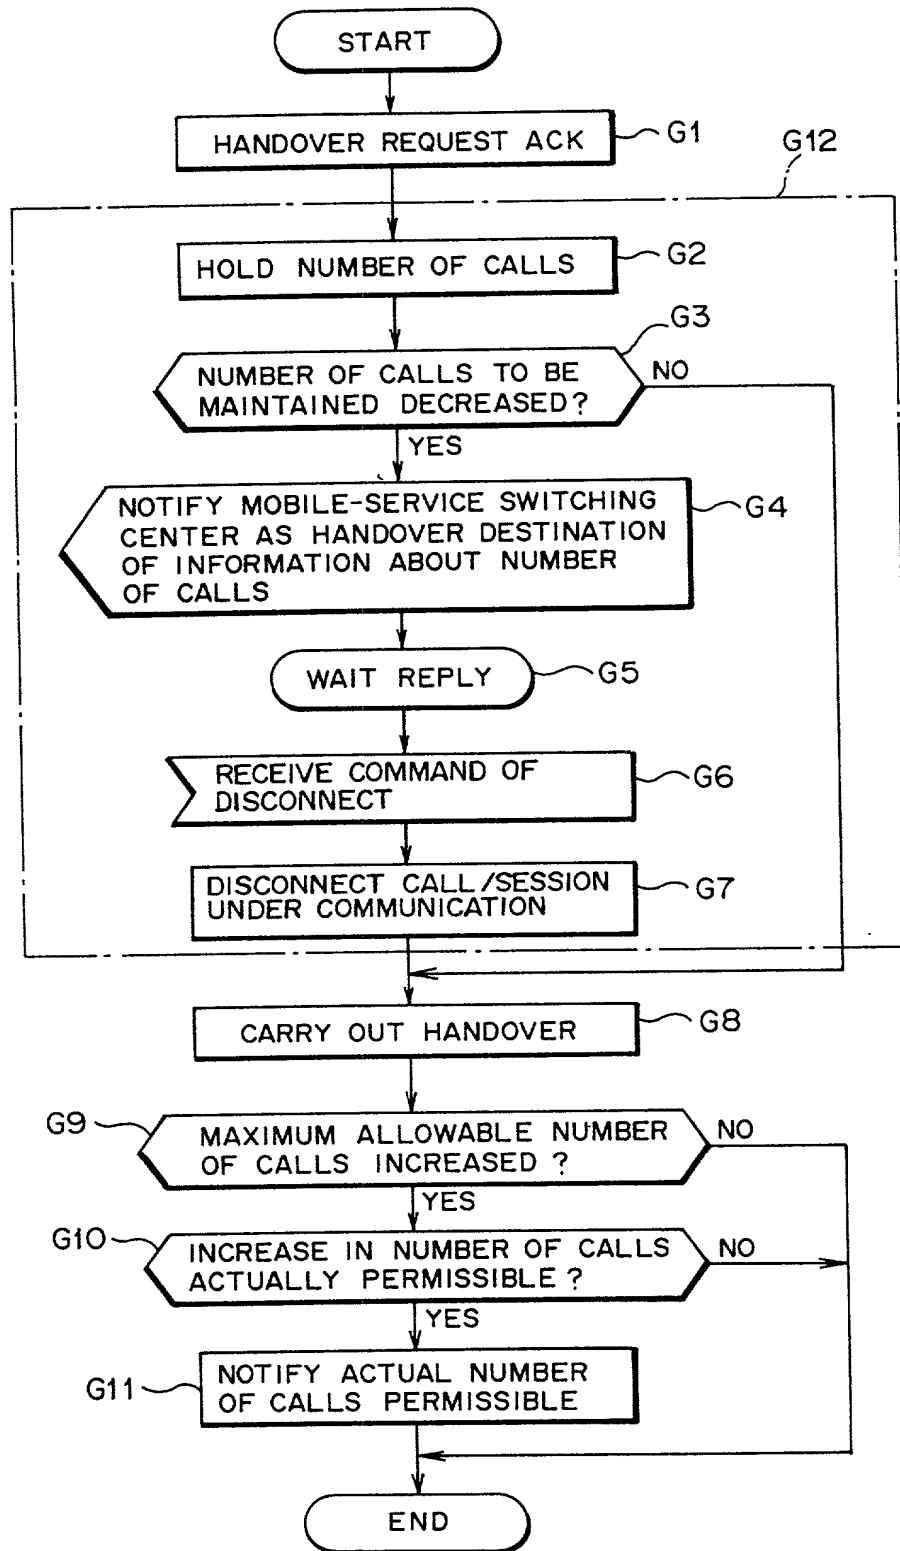 START
HANDOVER REQUEST ACK
G1
G12
HOLD NUMBER OF CALLS
G2
G3
NUMBER OF CALLS TO BE
MAINTAINED DECREASED?
NO
YES
NOTIFY MOBILE-SERVICE SWITCHING
CENTER AS HANDOVER DESTINATION
OF INFORMATION ABOUT NUMBER
OF CALLS
G4
WAIT REPLY
G5
RECEIVE COMMAND OF
DISCONNECT
G6
DISCONNECT CALL/SESSION
UNDER COMMUNICATION
G7
CARRY OUT HANDOVER
G8
G9
MAXIMUM ALLOWABLE NUMBER
OF CALLS INCREASED?
NO
YES
G10
INCREASE IN NUMBER OF CALLS
ACTUALLY PERMISSIBLE?
NO
YES
G11
NOTIFY ACTUAL NUMBER
OF CALLS PERMISSIBLE
END